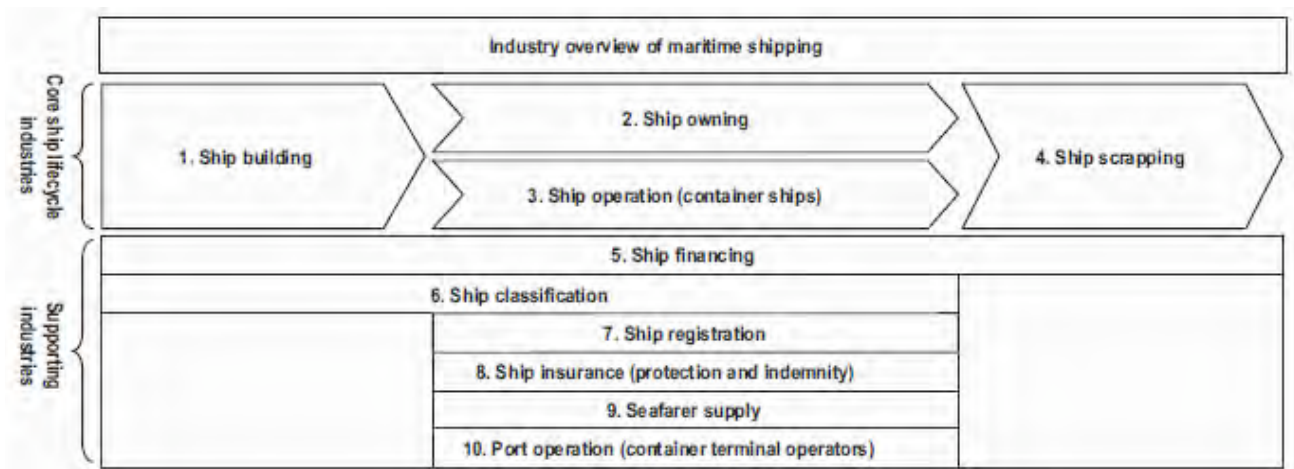 Industry overview of maritime shipping
Core ship lifecycle
industries
1. Ship building
2. Ship owning
3. Ship operation (container ships)
4. Ship scrapping
Supporting
industries
5. Ship financing
6. Ship classification
7. Ship registration
8. Ship insurance (protection and indemnity)
9. Seafarer supply
10. Port operation (container terminal operators)